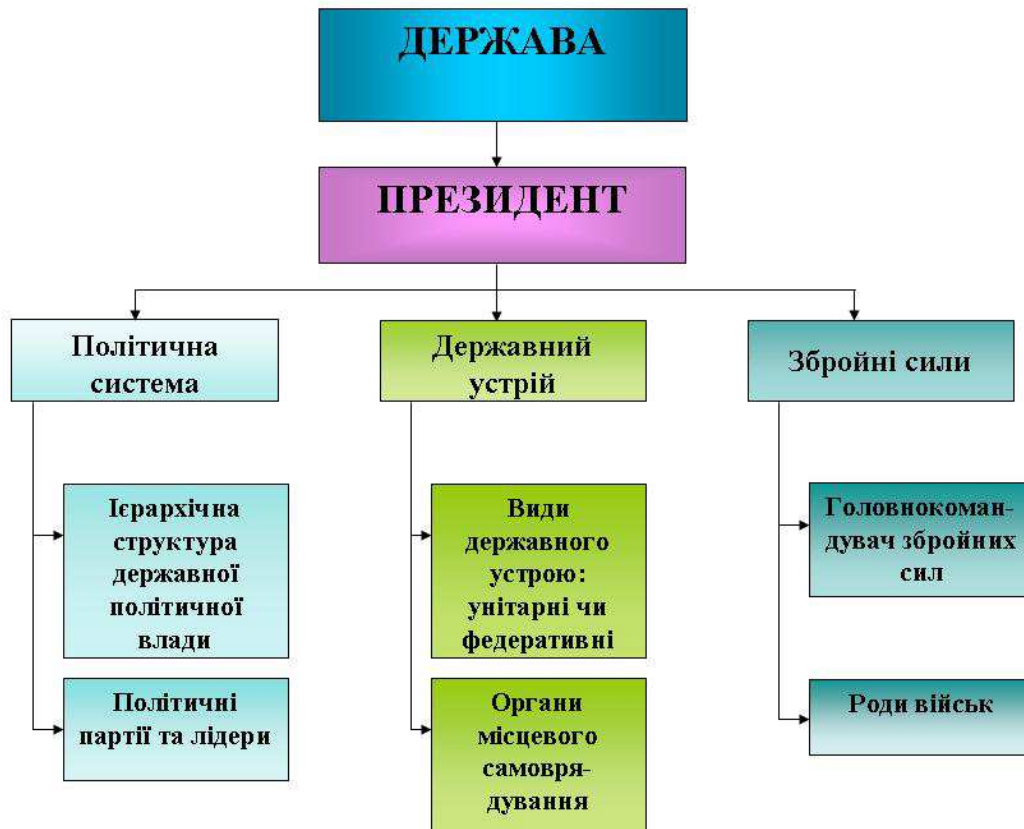 ДЕРЖАВА
ПРЕЗИДЕНТ
Політична
система
Державний
устрій
Збройні сили
Ієрархічна
структура
державної
політичної
влади
Види
державного
устрою:
унітарні чи
федеративні
Головнокоман-
дувач збройних
сил
Політичні
партії та лідери
Органи
місцевого
самовря-
дування
Роди військ